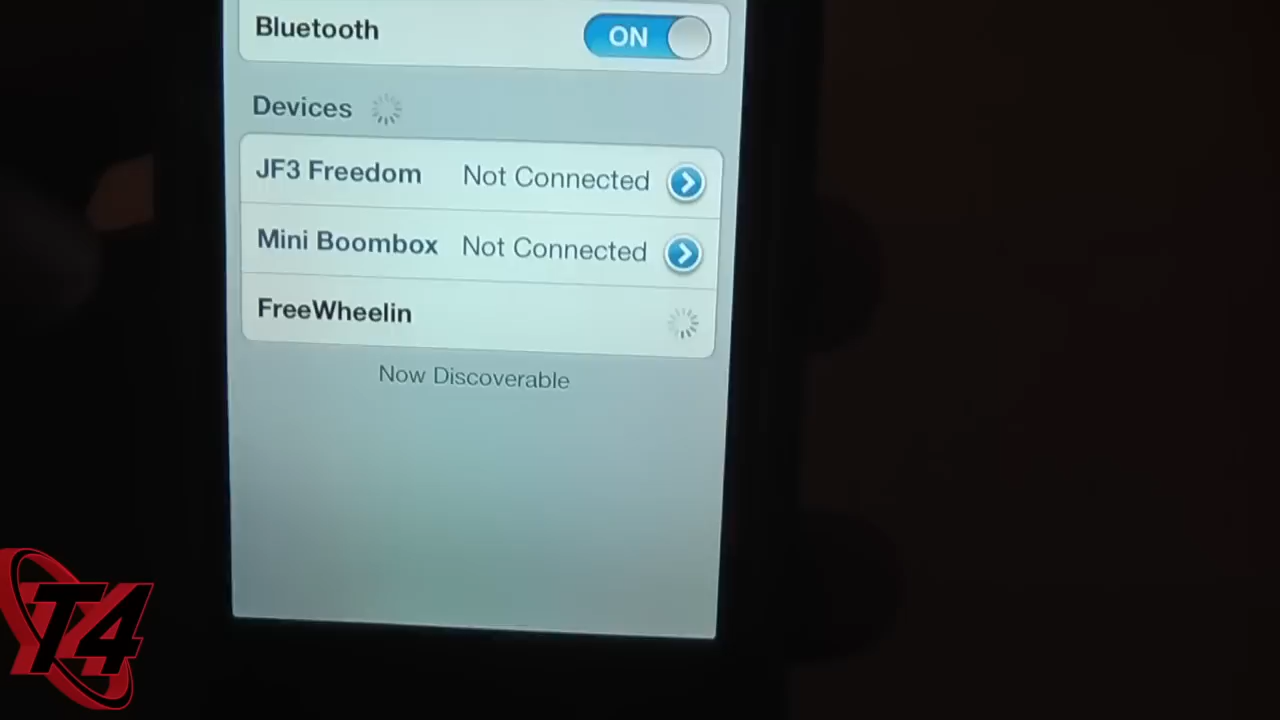 Bluetooth ON
Devices
JF3 Freedom Not Connected
Mini Boombox Not Connected
FreeWheelin
Now Discoverable
T4